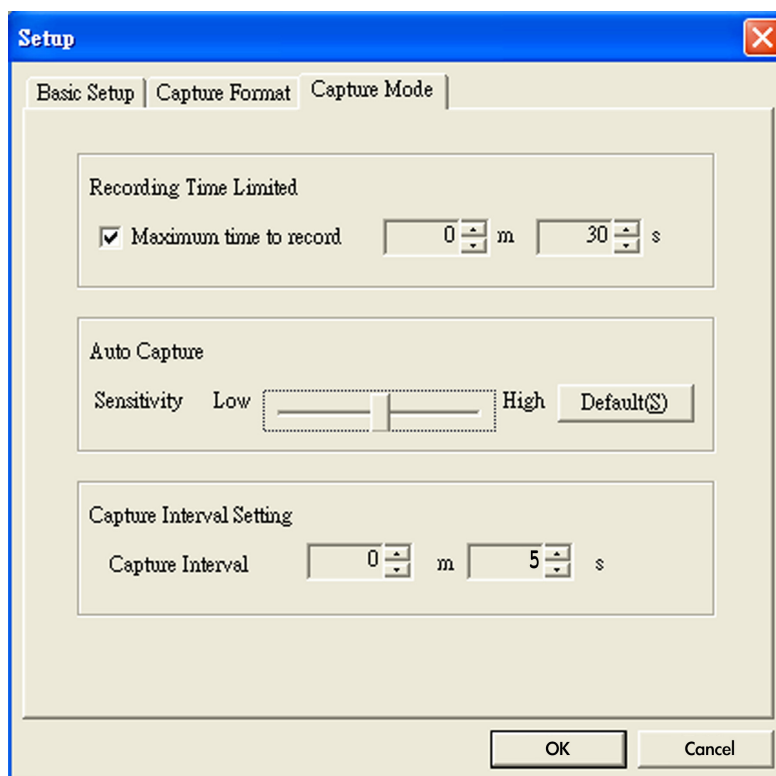 Setup
Basic Setup Capture Format Capture Mode
Recording Time Limited
Maximum time to record 0 m 30 s
Auto Capture
Sensitivity Low High Default(S)
Capture Interval Setting
Capture Interval 0 m 5 s
OK Cancel